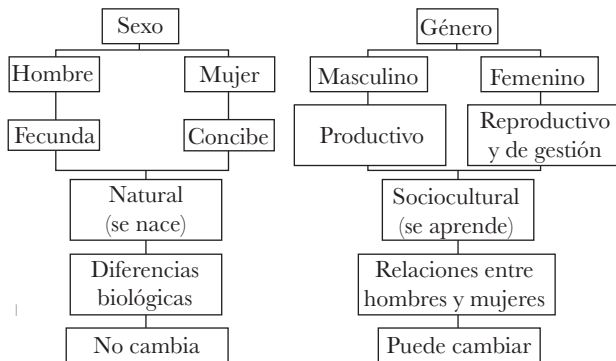 Sexo
Hombre
Mujer
Fecunda
Concibe
Natural
(se nace)
Diferencias
biológicas
No cambia
Género
Masculino
Femenino
Productivo
Reproductivo
y de gestión
Sociocultural
(se aprende)
Relaciones entre
hombres y mujeres
Puede cambiar